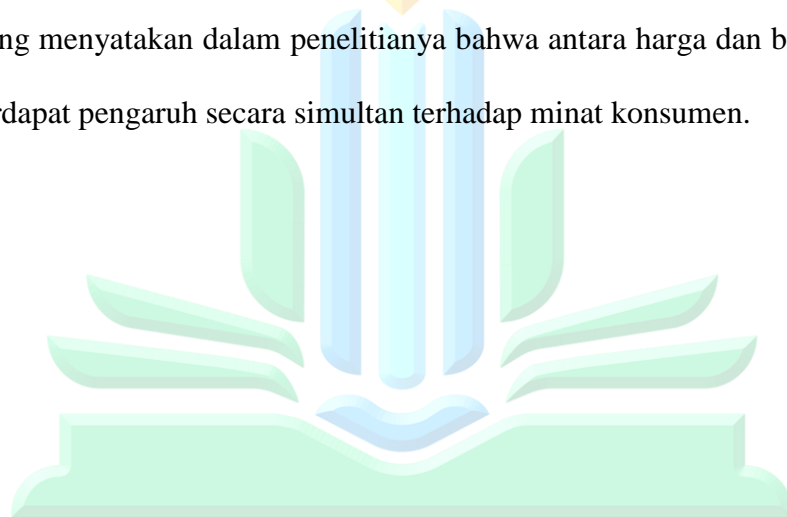 ng menyatakan dalam penelitianya bahwa antara harga dan b
rdapat pengaruh secara simultan terhadap minat konsumen.